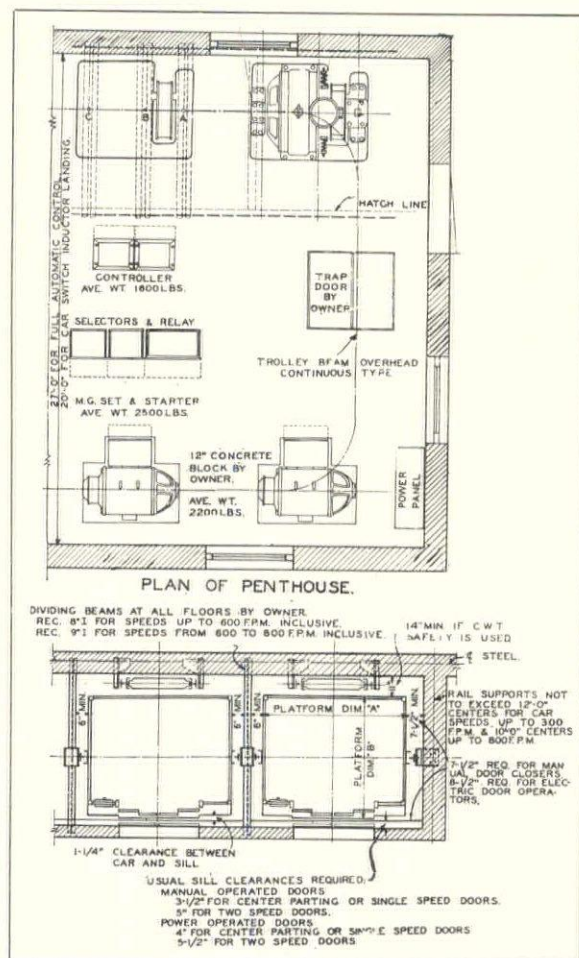 C
B
A
HATCH LINE
27'-0" FOR FULL AUTOMATIC CONTROL.
20'-0" FOR CAR SWITCH INDUCTOR LANDING.
CONTROLLER
AVE. WT. 1600 LBS.
TRAP
DOOR
BY
OWNER
SELECTORS & RELAY
TROLLEY BEAM OVERHEAD
CONTINUOUS TYPE
M.G. SET & STARTER
AVE WT. 2500 LBS.
12" CONCRETE
BLOCK BY
OWNER.
AVE. WT.
2200 LBS.
POWER
PANEL
PLAN OF PENTHOUSE.
DIVIDING BEAMS AT ALL FLOORS BY OWNER
REC. 8" I FOR SPEEDS UP TO 600 F.P.M. INCLUSIVE.
REC. 9" I FOR SPEEDS FROM 600 TO 800 F.P.M. INCLUSIVE.
14" MIN. IF CWT
SAFETY IS USED
STEEL.
6" MIN.
6" MIN.
6" MIN.
PLATFORM DIM. "A"
7-1/2" MIN.
PLATFORM
DIM. "B"
RAIL SUPPORTS NOT
TO EXCEED 12'-0"
CENTERS FOR CAR
SPEEDS UP TO 300
F.P.M. & 10'-0" CENTERS
UP TO 800 F.P.M.
7-1/2" REQ. FOR MAN
UAL DOOR CLOSERS
8-1/2" REQ. FOR ELEC-
TRIC DOOR OPERA-
TORS.
1-1/4" CLEARANCE BETWEEN
CAR AND SILL
USUAL SILL CLEARANCES REQUIRED.
MANUAL OPERATED DOORS
3-1/2" FOR CENTER PARTING OR SINGLE SPEED DOORS.
5" FOR TWO SPEED DOORS.
POWER OPERATED DOORS
4" FOR CENTER PARTING OR SINGLE SPEED DOORS
5-1/2" FOR TWO SPEED DOORS